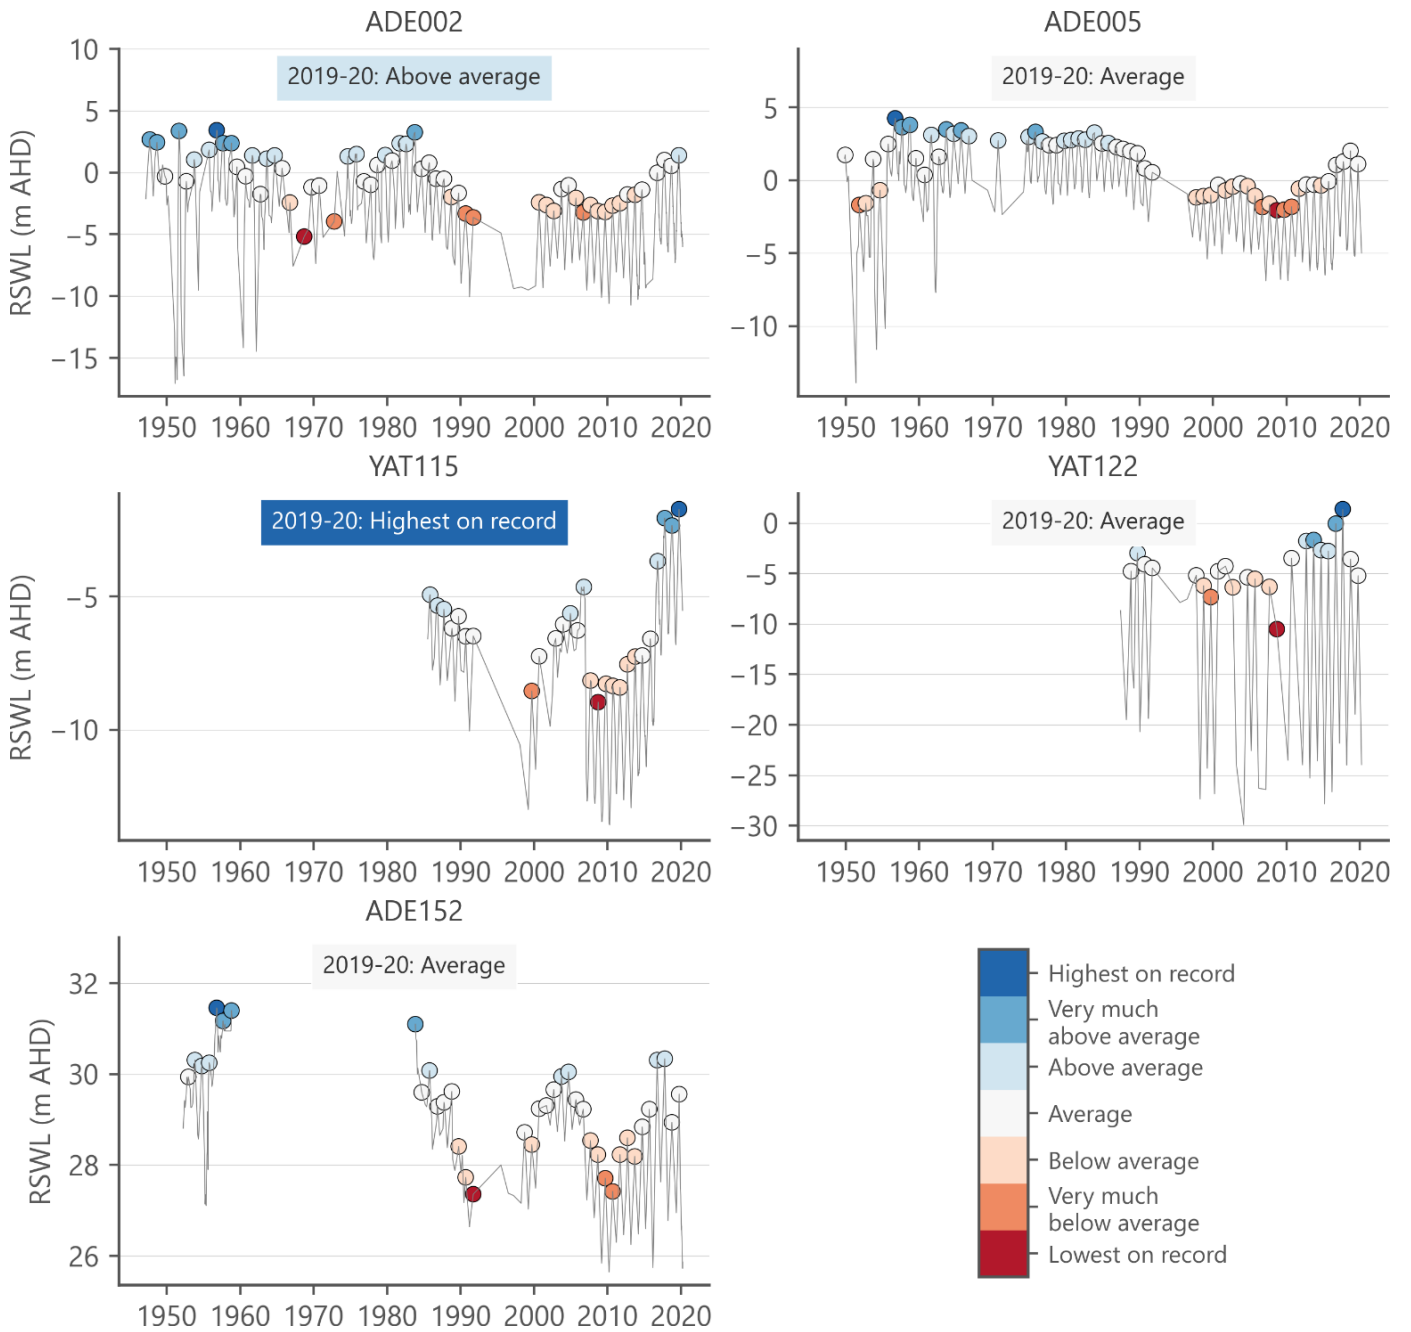 ADE002
2019-20: Above average
RSWL (m AHD)
10
5
0
−5
−10
−15
1950 1960 1970 1980 1990 2000 2010 2020
ADE005
2019-20: Average
5
0
−5
−10
1950 1960 1970 1980 1990 2000 2010 2020
YAT115
2019-20: Highest on record
RSWL (m AHD)
−5
−10
1950 1960 1970 1980 1990 2000 2010 2020
YAT122
2019-20: Average
0
−5
−10
−15
−20
−25
−30
1950 1960 1970 1980 1990 2000 2010 2020
ADE152
2019-20: Average
RSWL (m AHD)
32
30
28
26
1950 1960 1970 1980 1990 2000 2010 2020
Highest on record
Very much
above average
Above average
Average
Below average
Very much
below average
Lowest on record